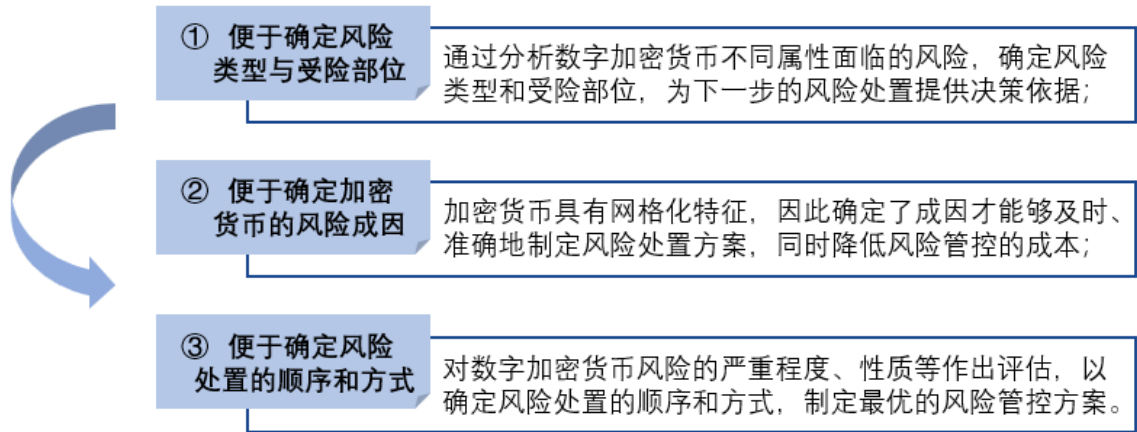 ① 便于确定风险
类型与受险部位
通过分析数字加密货币不同属性面临的风险，确定风险
类型和受险部位，为下一步的风险处置提供决策依据；
② 便于确定加密
货币的风险成因
加密货币具有网格化特征，因此确定了成因才能够及时、
准确地制定风险处置方案，同时降低风险管控的成本；
③ 便于确定风险
处置的顺序和方式
对数字加密货币风险的严重程度、性质等作出评估，以
确定风险处置的顺序和方式，制定最优的风险管控方案。